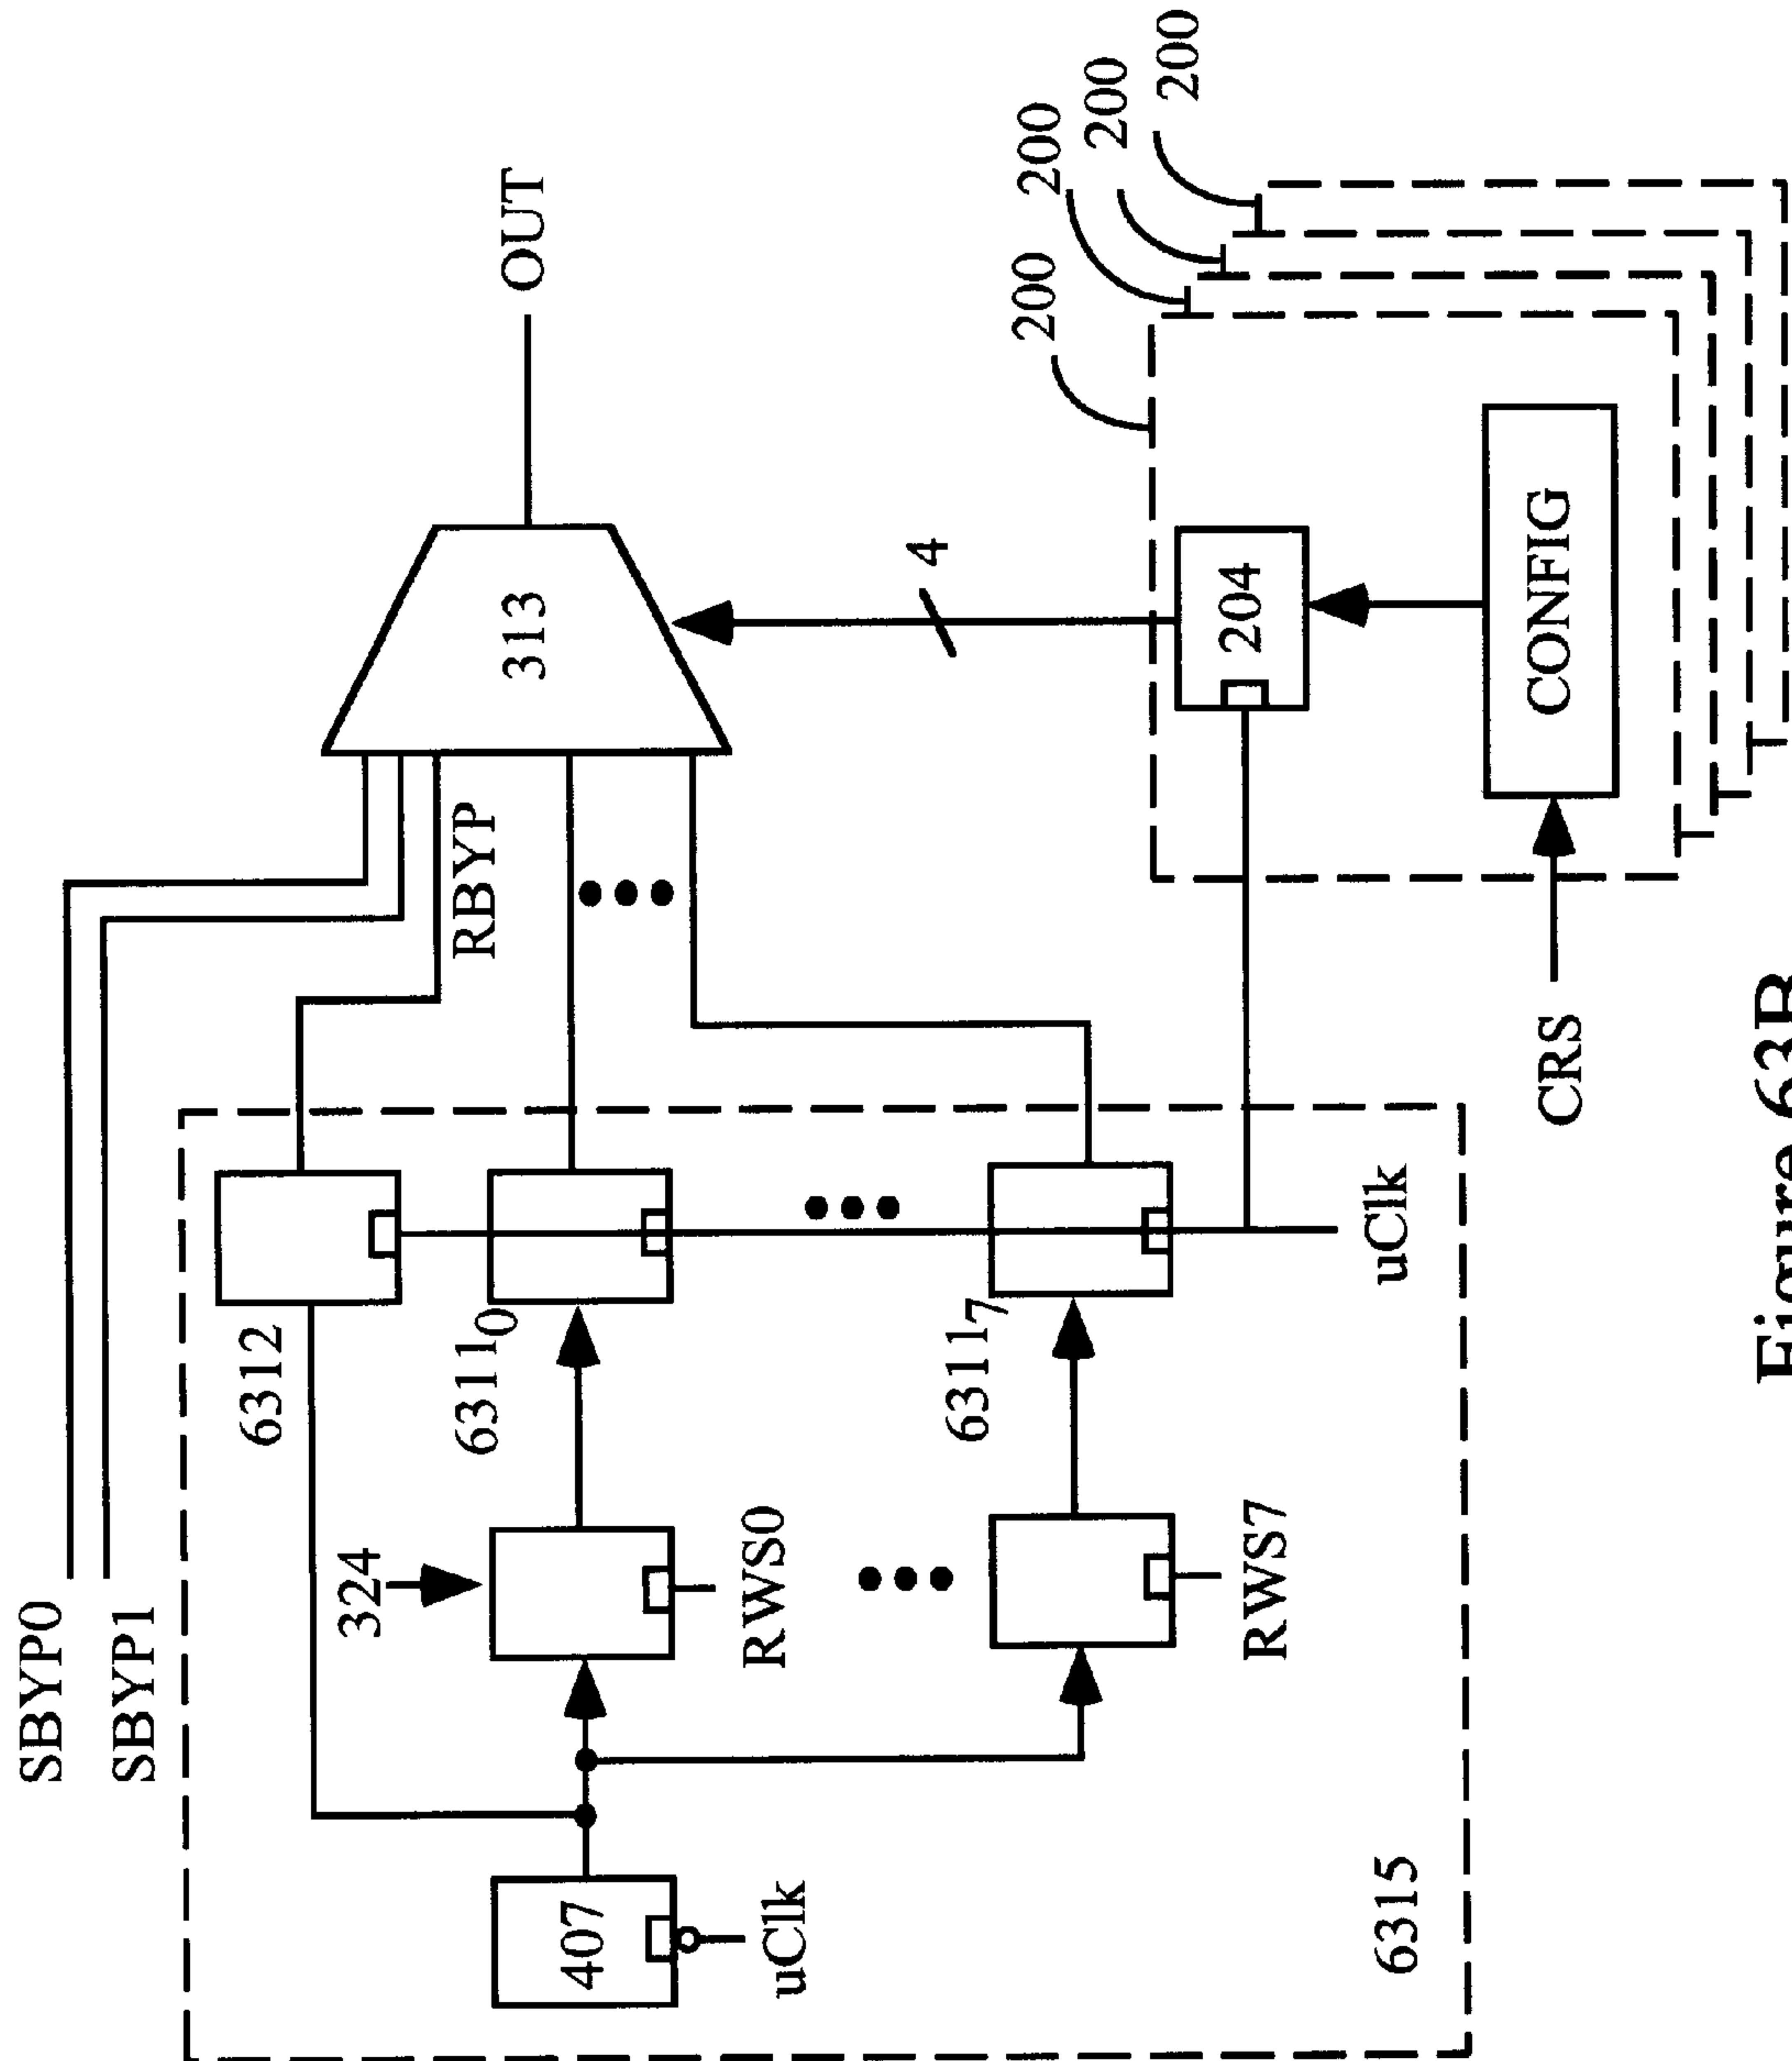 SBYP0
SBYP1
6312
324
6311₀
407
uClk
RWS0
6311₇
RWS7
uClk
6315
RBYP
313
OUT
4
204
CONFIG
CRS
200
200
200
200
Figure 63B